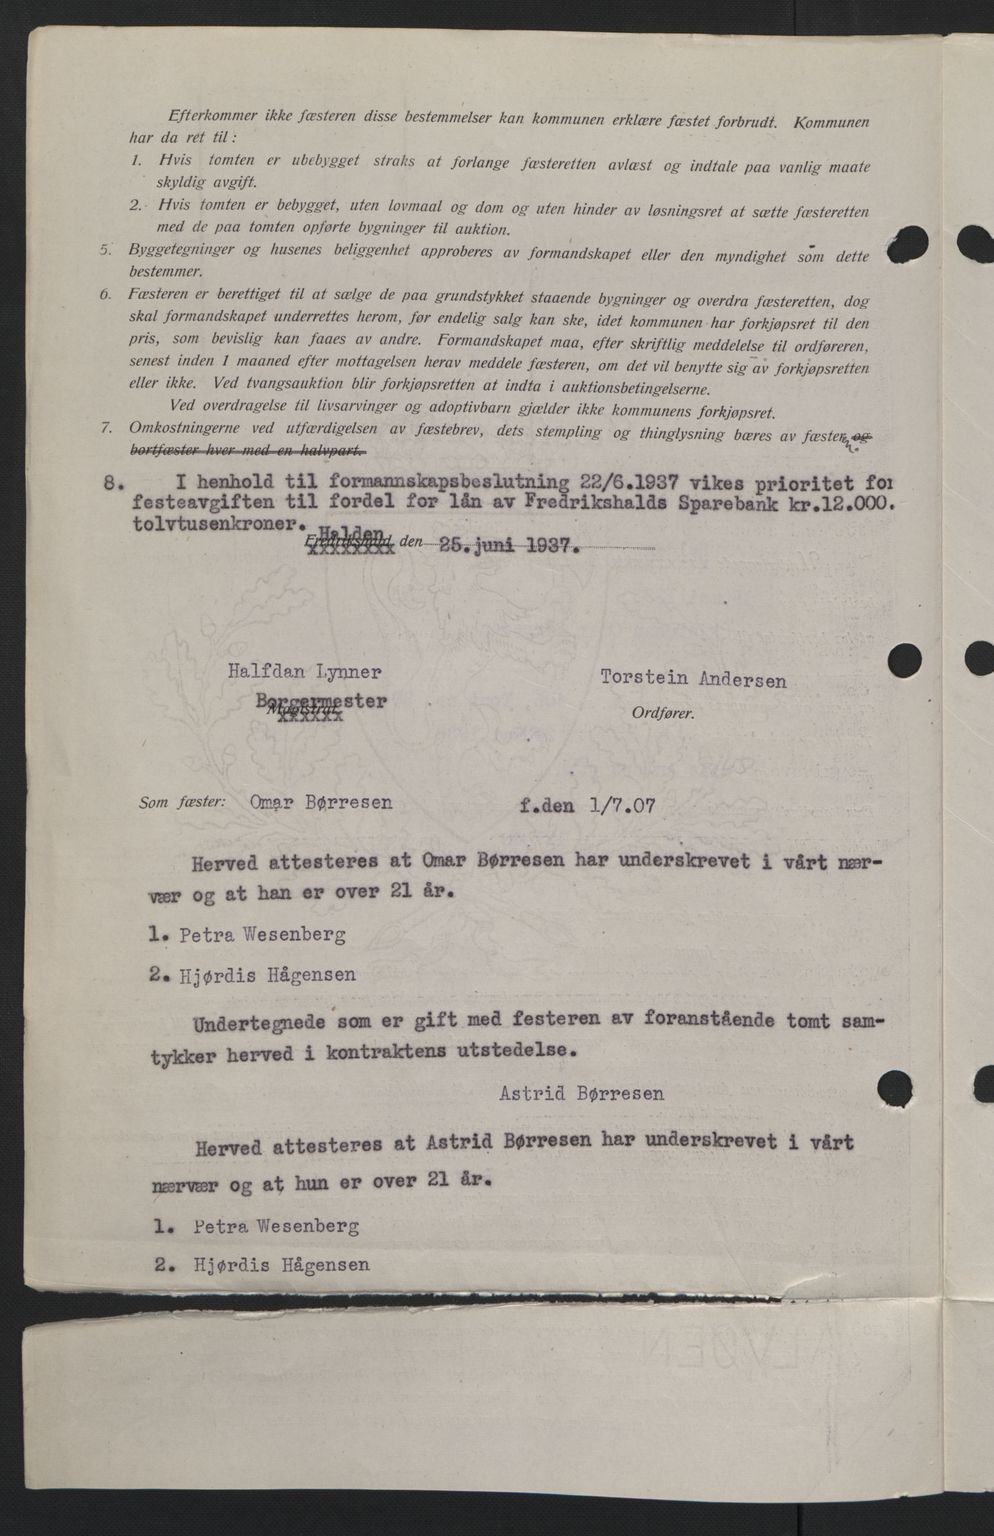 Efterkommer ikke fæsteren disse bestemmelser kan kommunen erklære fæstet forbrudt. Kommunen
har da ret til:
1. Hvis tomten er ubebygget straks at forlange fæsteretten avlæst og indtale paa vanlig maate
skyldig avgift.
2. Hvis tomten er bebygget, uten lovmaal og dom og uten hinder av løsningsret at sætte fæsteretten
med de paa tomten opførte bygninger til auktion.
5. Byggetegninger og husenes beliggenhet approberes av formandskapet eller den myndighet som dette
bestemmer.
6. Fæsteren er berettiget til at sælge de paa grundstykket staaende bygninger og overdra fæsteretten, dog
skal formandskapet underrettes herom, før endelig salg kan ske, idet kommunen har forkjøpsret til den
pris, som bevislig kan faaes av andre. Formandskapet maa, efter skriftlig meddelelse til ordføreren,
senest inden 1 maaned efter mottagelsen herav meddele fæsteren, om det vil benytte sig av forkjøpsretten
eller ikke. Ved tvangsauktion blir forkjøpsretten at indta i auktionsbetingelserne.
Ved overdragelse til livsarvinger og adoptivbarn gjælder ikke kommunens forkjøpsret.
7. Omkostningerne ved utfærdigelsen av fæstebrev, dets stempling og thinglysning bæres av fæsteren. og
bortfæster hver med en halvpart.
8. I henhold til formannskapsbeslutning 22/6.1937 vikes prioritet for
festeavgiften til fordel for lån av Fredrikshalds Sparebank kr.12.000.
tolvtusenkroner.
Halden
Fredrikshald den 25.juni 1937.
Halfdan Lynner Torstein Andersen
Borgermester
Magistrat. Ordfører.
Som fæster: Omar Børresen f.den 1/7.07
Herved attesteres at Omar Børresen har underskrevet i vårt nær-
vær og at han er over 21 år.
1. Petra Wesenberg
2. Hjørdis Hågensen
Undertegnede som er gift med festeren av foranstående tomt sam-
tykker herved i kontraktens utstedelse.
Astrid Børresen
Herved attesteres at Astrid Børresen har underskrevet i vårt
nærvær og at hun er over 21 år.
1. Petra Wesenberg
2. Hjørdis Hågensen
ALVØEN